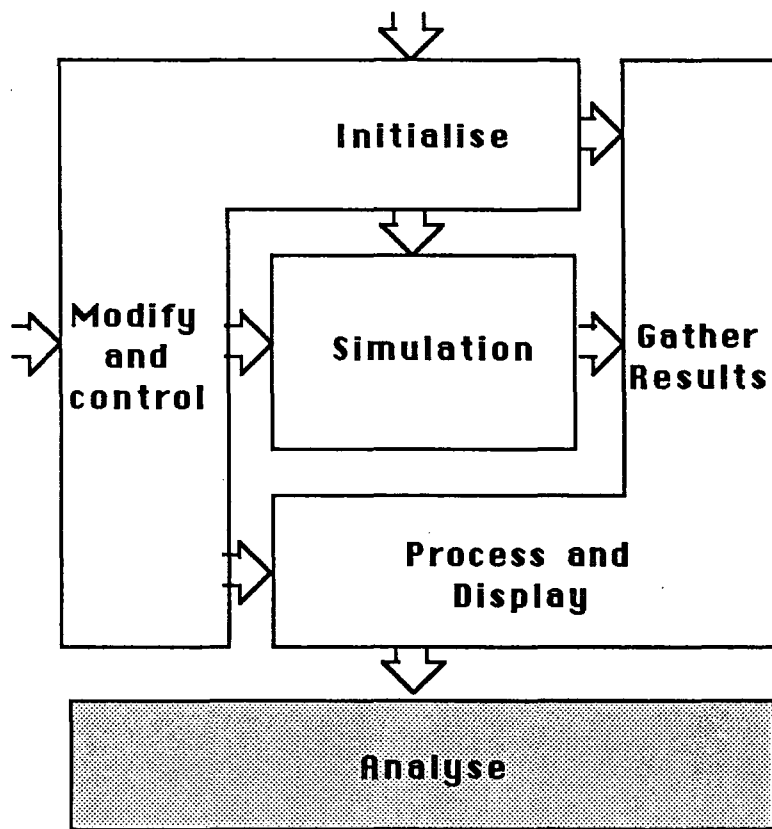 Initialise
Modify
and
control
Simulation
Gather
Results
Process and
Display
Analyse